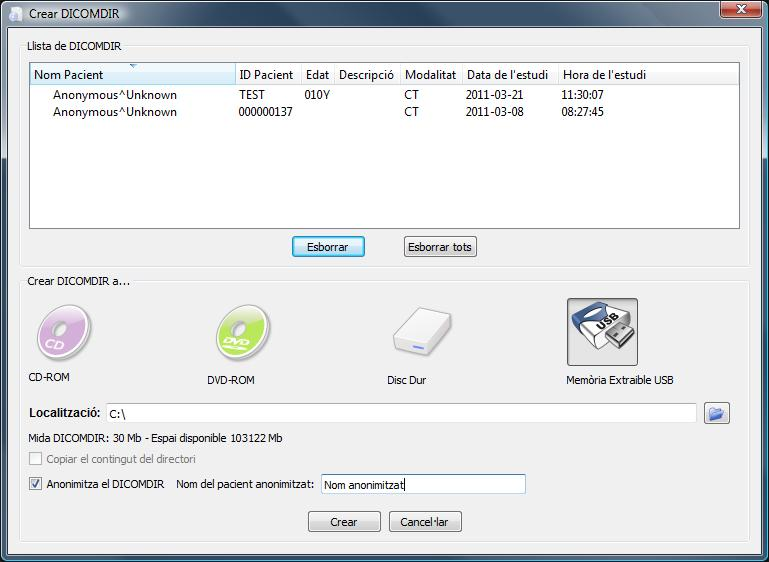 Crear DICOMDIR
Llista de DICOMDIR
Nom Pacient ID Pacient Edat Descripció Modalitat Data de l'estudi Hora de l'estudi
Anonymous^Unknown TEST 010Y CT 2011-03-21 11:30:07
Anonymous^Unknown 000000137 CT 2011-03-08 08:27:45
Esborrar Esborrar tots
Crear DICOMDIR a...
CD DVD USB
CD-ROM DVD-ROM Disc Dur Memòria Extraible USB
Localització: C:\
Mida DICOMDIR: 30 Mb - Espai disponible 103122 Mb
Copiar el contingut del directori
Anonimitza el DICOMDIR Nom del pacient anonimitzat: Nom anonimitzat
Crear Cancel·lar